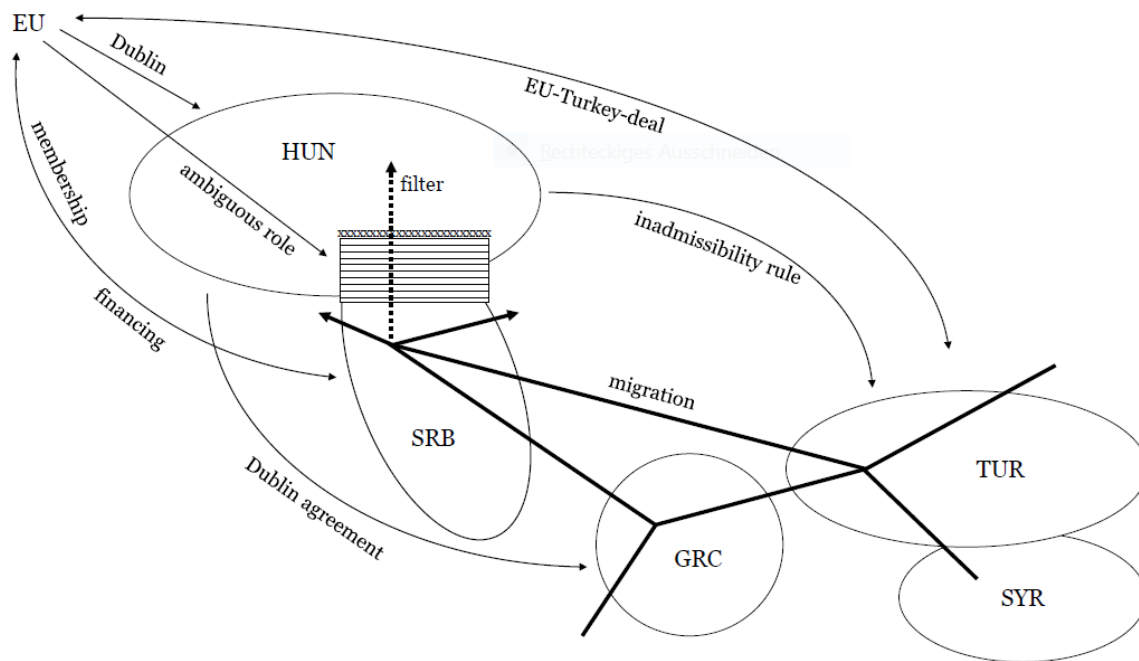 EU
Dublin
EU-Turkey-deal
HUN
Rechteckiges Ausschneiden
membership
ambiguous role
filter
xxxxxxxxxxxxxxxxxxxxxxxxx
inadmissibility rule
financing
migration
SRB
Dublin agreement
TUR
GRC
SYR